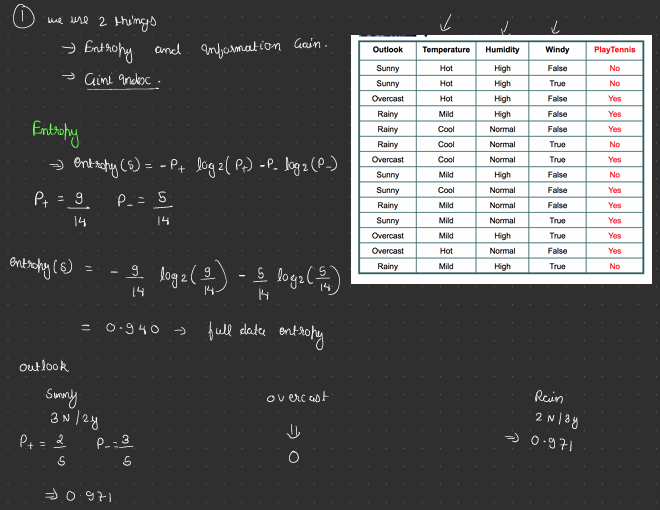 ① we use 2 things
→ Entropy and information Gain.
→ Gini index.
Entropy
→ entropy(s) = -P+ log2(P+) -P- log2(P-)
P+ = 9/14 P- = 5/14
entropy(s) = - 9/14 log2(9/14) - 5/14 log2(5/14)
= 0.940 → full data entropy
outlook
Sunny
3N/2y
P+ = 2/5 P- = 3/5
⇒ 0.971
overcast
⇓
0
Rain
2N/3y
⇒ 0.971
Outlook Temperature Humidity Windy PlayTennis
Sunny Hot High False No
Sunny Hot High True No
Overcast Hot High False Yes
Rainy Mild High False Yes
Rainy Cool Normal False Yes
Rainy Cool Normal True No
Overcast Cool Normal True Yes
Sunny Mild High False No
Sunny Cool Normal False Yes
Rainy Mild Normal False Yes
Sunny Mild Normal True Yes
Overcast Mild High True Yes
Overcast Hot Normal False Yes
Rainy Mild High True No